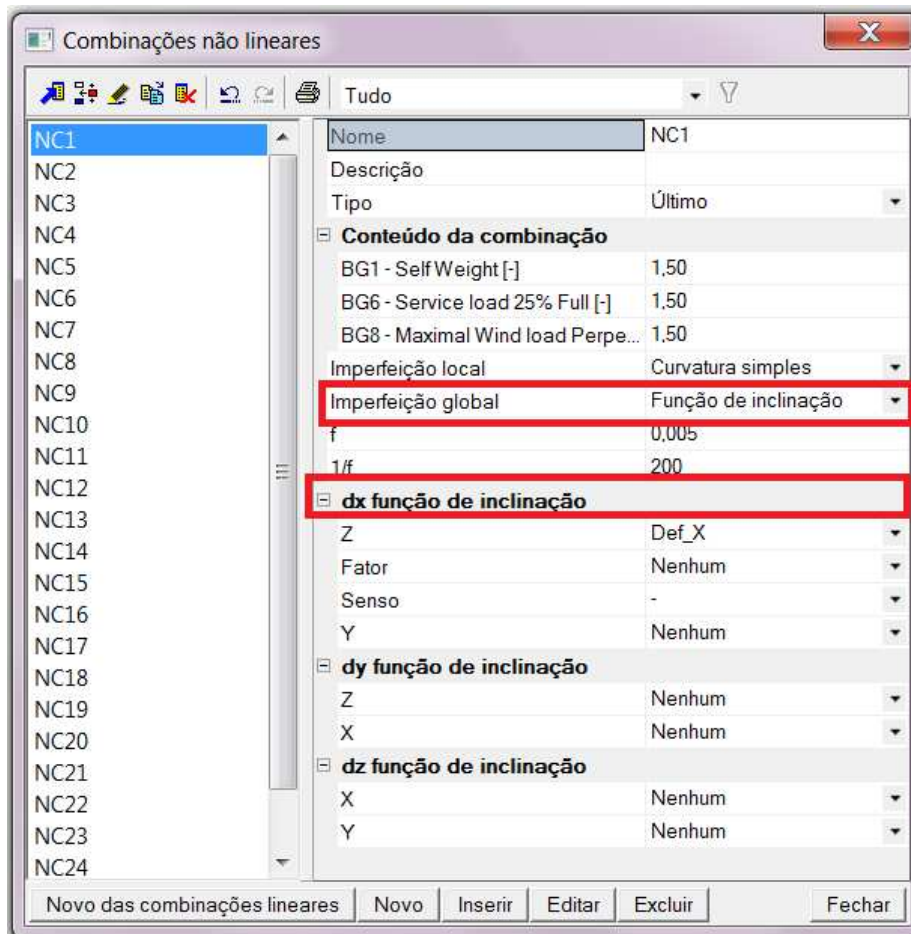 Combinações não lineares
Tudo
NC1
NC2
NC3
NC4
NC5
NC6
NC7
NC8
NC9
NC10
NC11
NC12
NC13
NC14
NC15
NC16
NC17
NC18
NC19
NC20
NC21
NC22
NC23
NC24
Nome NC1
Descrição
Tipo Último
Conteúdo da combinação
BG1 - Self Weight [-] 1,50
BG6 - Service load 25% Full [-] 1,50
BG8 - Maximal Wind load Perpe... 1,50
Imperfeição local Curvatura simples
Imperfeição global Função de inclinação
f 0,005
1/f 200
dx função de inclinação
Z Def_X
Fator Nenhum
Senso -
Y Nenhum
dy função de inclinação
Z Nenhum
X Nenhum
dz função de inclinação
X Nenhum
Y Nenhum
Novo das combinações lineares Novo Inserir Editar Excluir Fechar